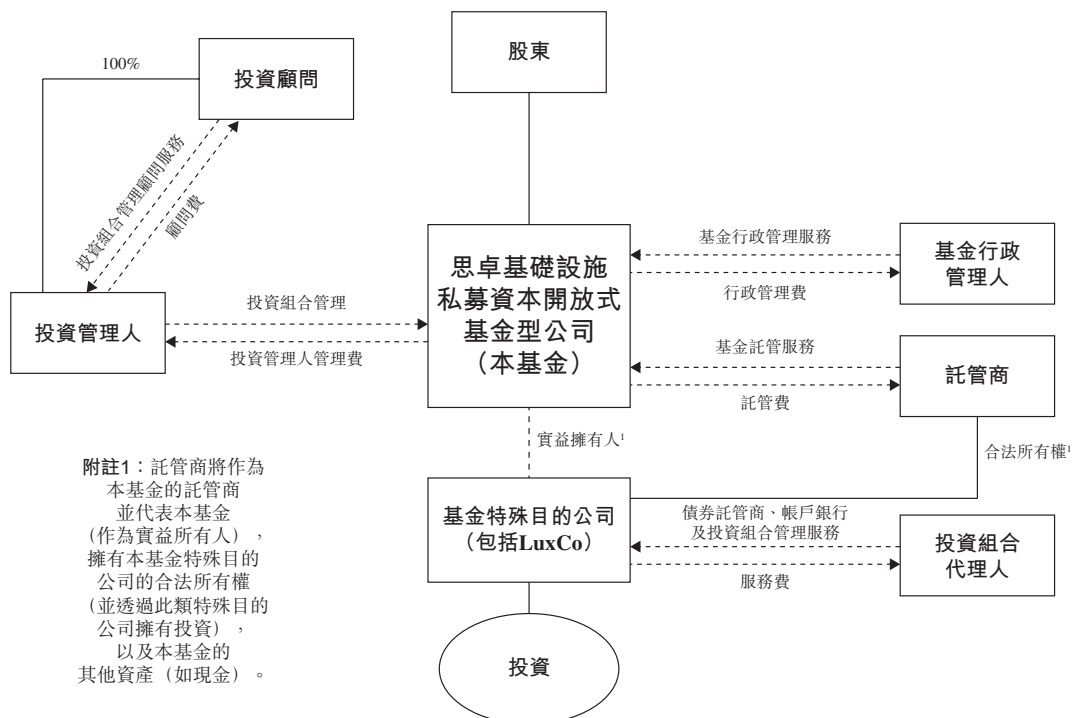 100%
投資顧問
股東
投資組合管理顧問服務
顧問費
投資管理人
投資組合管理
投資管理人管理費
思卓基礎設施
私募資本開放式
基金型公司
（本基金）
基金行政管理服務
行政管理費
基金行政
管理人
基金託管服務
託管費
託管商
實益擁有人¹
合法所有權¹
附註1：託管商將作為
本基金的託管商
並代表本基金
（作為實益所有人），
擁有本基金特殊目的
公司的合法所有權
（並透過此類特殊目的
公司擁有投資），
以及本基金的
其他資產（如現金）。
基金特殊目的公司
（包括LuxCo）
債券託管商、帳戶銀行
及投資組合管理服務
服務費
投資組合
代理人
投資